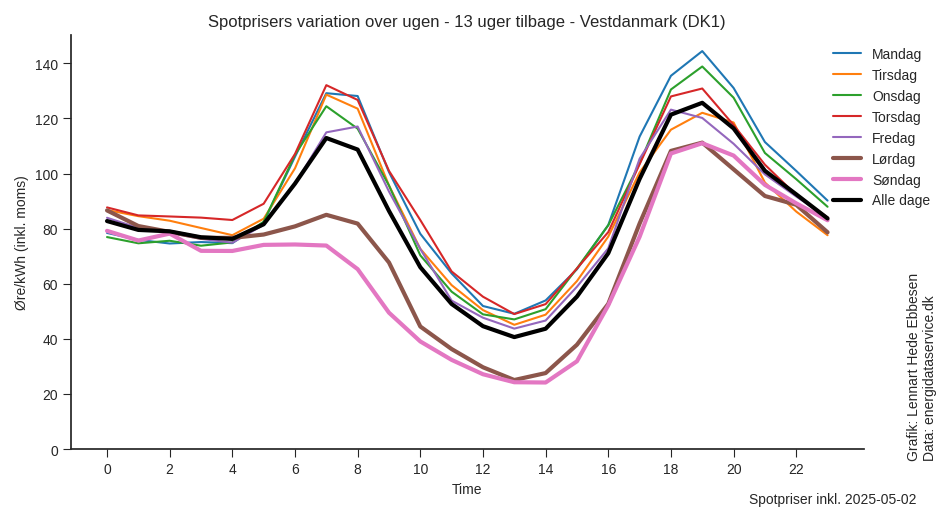 Spotprisers variation over ugen - 13 uger tilbage - Vestdanmark (DK1)
Øre/kWh (inkl. moms)
140
120
100
80
60
40
20
0
0 2 4 6 8 10 12 14 16 18 20 22
Time
Mandag
Tirsdag
Onsdag
Torsdag
Fredag
Lørdag
Søndag
Alle dage
Grafik: Lennart Hede Ebbesen
Data: energidataservice.dk
Spotpriser inkl. 2025-05-02